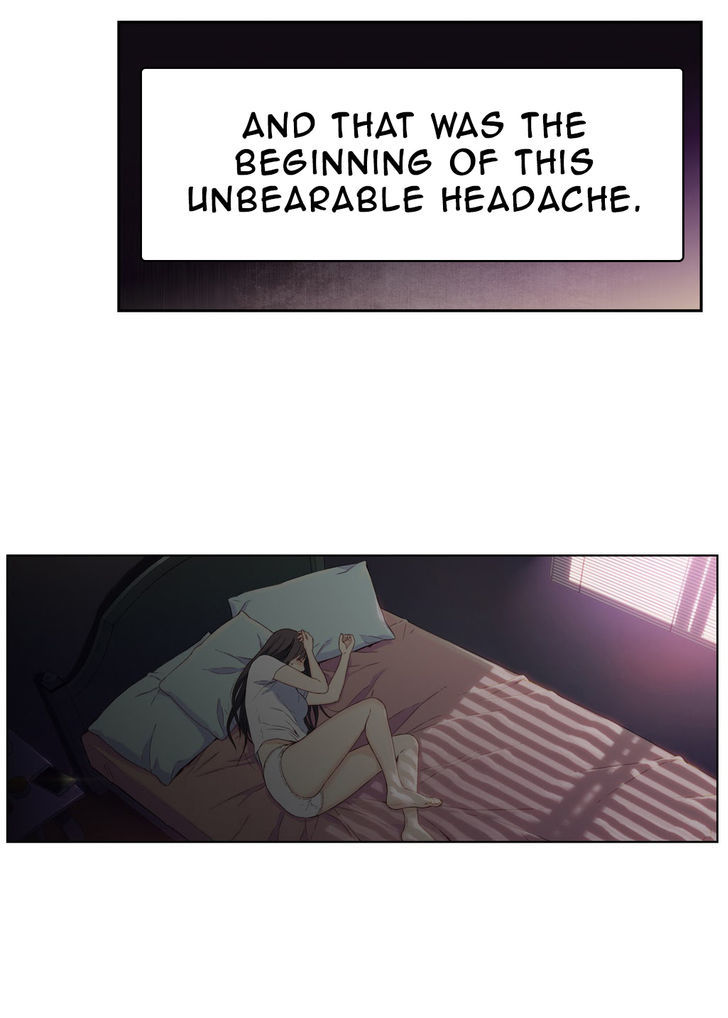 AND THAT WAS THE
BEGINNING OF THIS
UNBEARABLE HEADACHE.